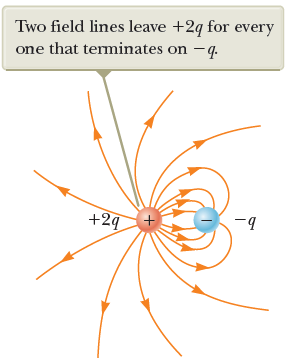 Two field lines leave +2q for every
one that terminates on −q.
+2q + − −q